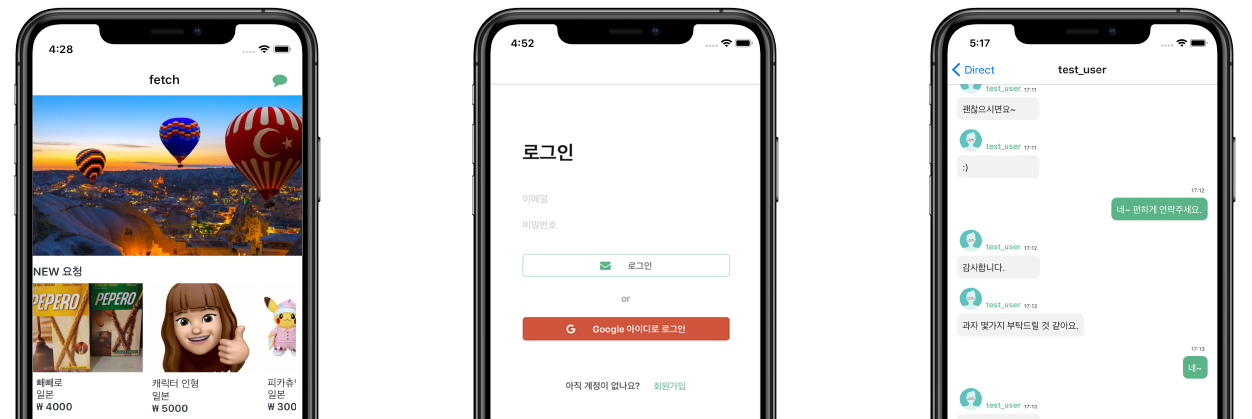 4:28
fetch
NEW 요청
PEPERO
PEPERO
빼빼로
일본
₩ 4000
캐릭터 인형
일본
₩ 5000
피카츄
일본
₩ 300
4:52
로그인
이메일
비밀번호
로그인
or
G Google 아이디로 로그인
아직 계정이 없나요? 회원가입
5:17
Direct test_user
test_user 17:11
괜찮으시면요~
test_user 17:11
:)
17:12
네~ 편하게 연락주세요.
test_user 17:12
감사합니다.
test_user 17:13
과자 몇가지 부탁드릴 것 같아요.
17:13
네~
test_user 17:13